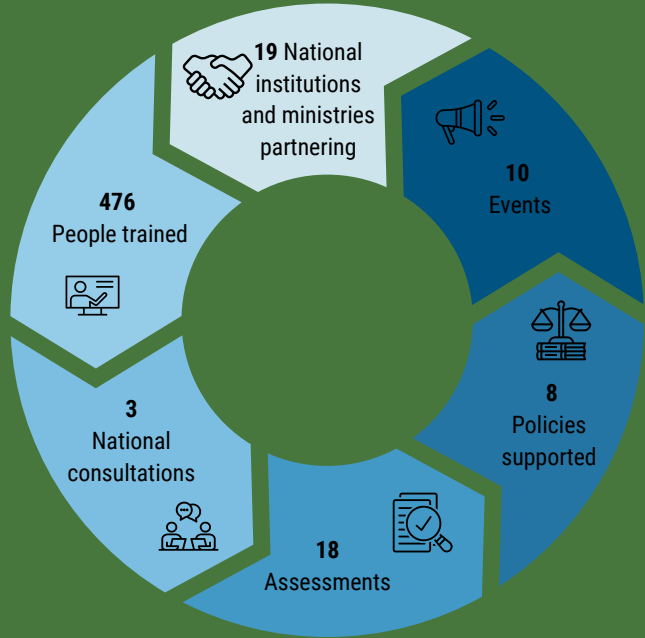 19 National
institutions
and ministries
partnering
10
Events
8
Policies
supported
18
Assessments
3
National
consultations
476
People trained